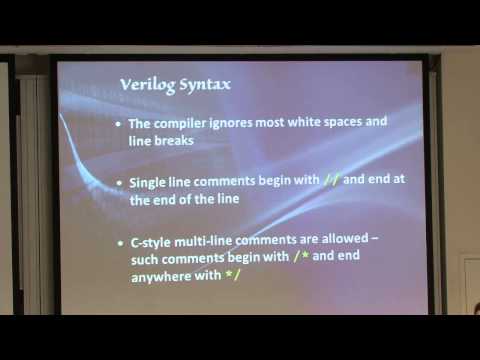 Verilog Syntax
• The compiler ignores most white spaces and
line breaks
• Single line comments begin with // and end at
the end of the line
• C-style multi-line comments are allowed –
such comments begin with /* and end
anywhere with */